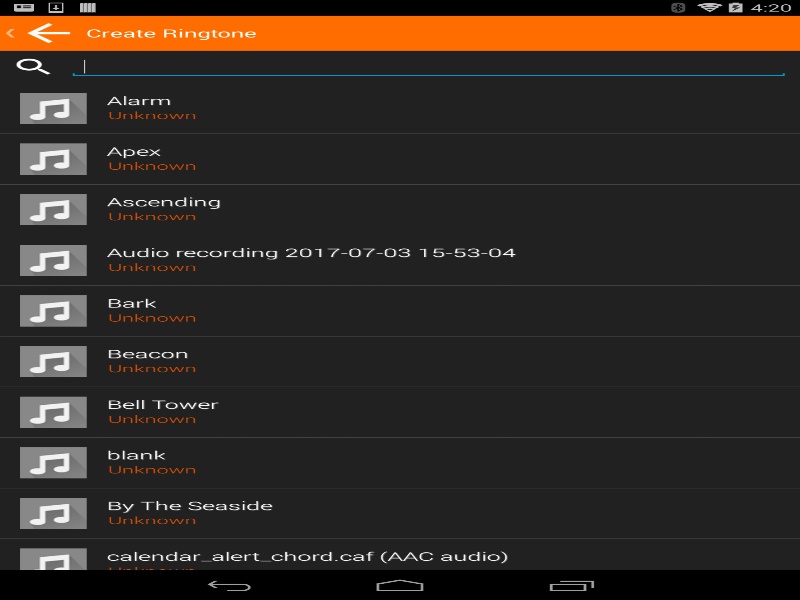 4:20
Create Ringtone
Alarm
Unknown
Apex
Unknown
Ascending
Unknown
Audio recording 2017-07-03 15-53-04
Unknown
Bark
Unknown
Beacon
Unknown
Bell Tower
Unknown
blank
Unknown
By The Seaside
Unknown
calendar_alert_chord.caf (AAC audio)
Unknown